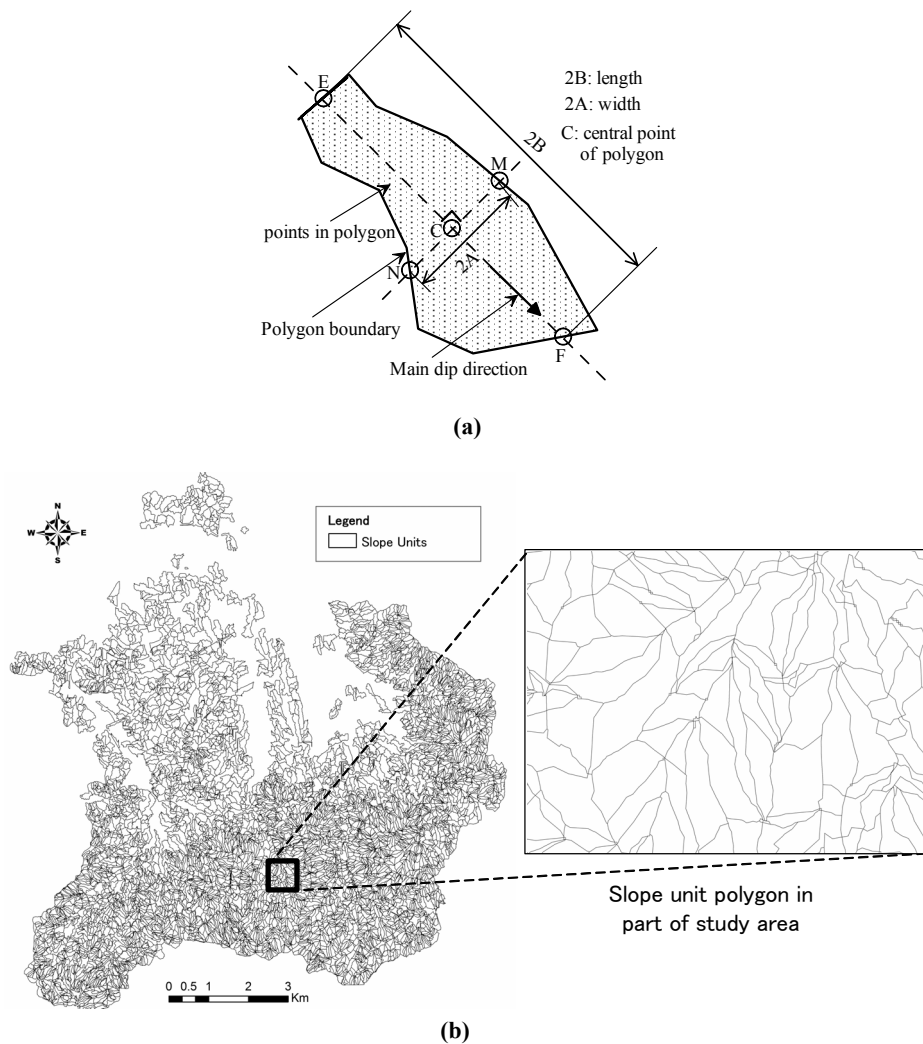 E
2B: length
2A: width
C: central point
of polygon
2B
M
points in polygon
C
2A
N
Polygon boundary
Main dip direction
F
(a)
N
W
E
S
Legend
Slope Units
Slope unit polygon in
part of study area
0 0.5 1 2 3
Km
(b)